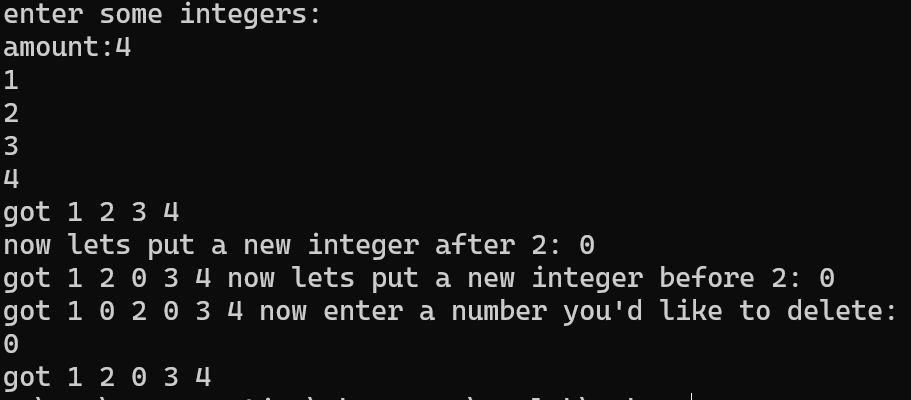 enter some integers:
amount:4
1
2
3
4
got 1 2 3 4
now lets put a new integer after 2: 0
got 1 2 0 3 4 now lets put a new integer before 2: 0
got 1 0 2 0 3 4 now enter a number you'd like to delete:
0
got 1 2 0 3 4